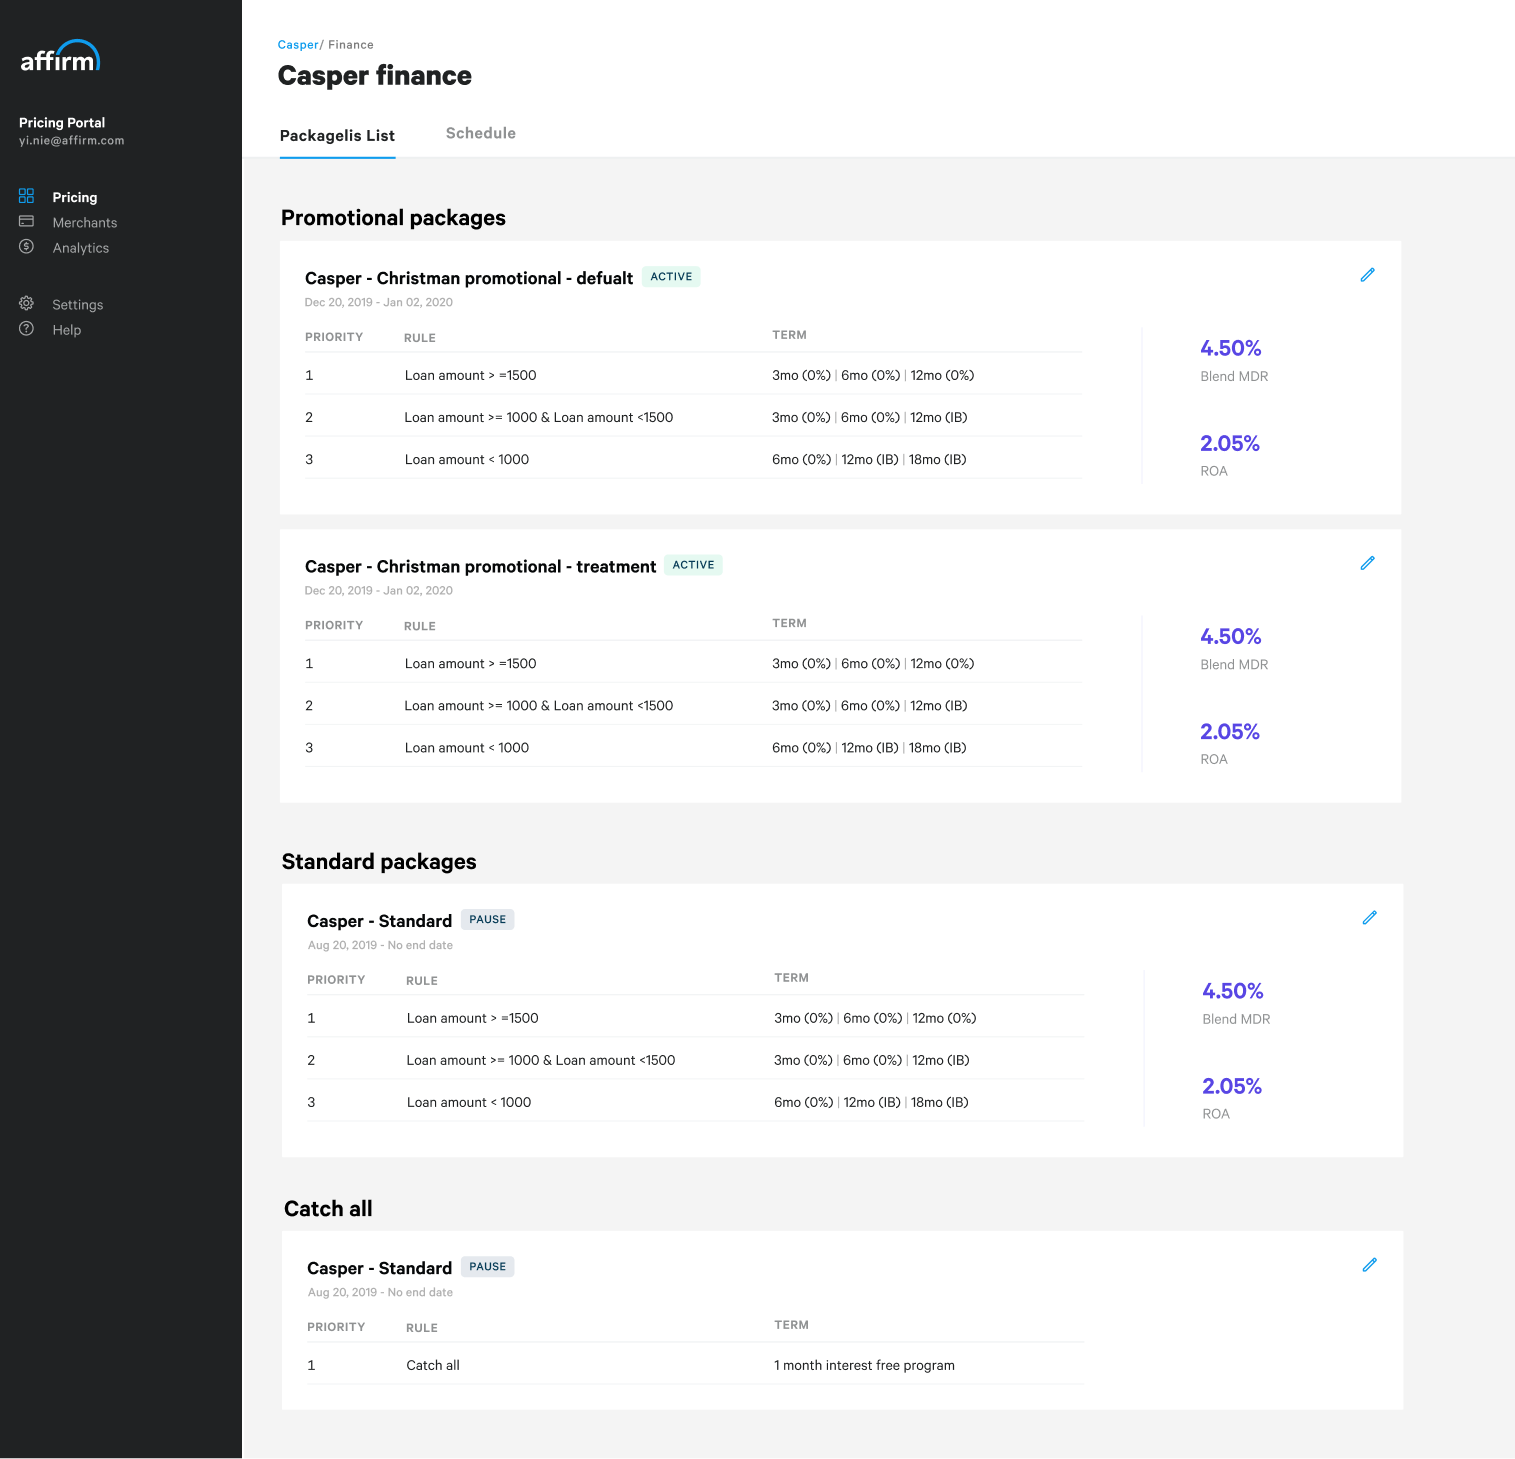 affirm
Pricing Portal
yi.nie@affirm.com
Pricing
Merchants
Analytics
Settings
Help
Casper/ Finance
Casper finance
Packagelis List Schedule
Promotional packages
Casper - Christman promotional - defualt ACTIVE
Dec 20, 2019 - Jan 02, 2020
PRIORITY RULE TERM
1 Loan amount > =1500 3mo (0%) | 6mo (0%) | 12mo (0%)
2 Loan amount >= 1000 & Loan amount <1500 3mo (0%) | 6mo (0%) | 12mo (IB)
3 Loan amount < 1000 6mo (0%) | 12mo (IB) | 18mo (IB)
4.50%
Blend MDR
2.05%
ROA
Casper - Christman promotional - treatment ACTIVE
Dec 20, 2019 - Jan 02, 2020
PRIORITY RULE TERM
1 Loan amount > =1500 3mo (0%) | 6mo (0%) | 12mo (0%)
2 Loan amount >= 1000 & Loan amount <1500 3mo (0%) | 6mo (0%) | 12mo (IB)
3 Loan amount < 1000 6mo (0%) | 12mo (IB) | 18mo (IB)
4.50%
Blend MDR
2.05%
ROA
Standard packages
Casper - Standard PAUSE
Aug 20, 2019 - No end date
PRIORITY RULE TERM
1 Loan amount > =1500 3mo (0%) | 6mo (0%) | 12mo (0%)
2 Loan amount >= 1000 & Loan amount <1500 3mo (0%) | 6mo (0%) | 12mo (IB)
3 Loan amount < 1000 6mo (0%) | 12mo (IB) | 18mo (IB)
4.50%
Blend MDR
2.05%
ROA
Catch all
Casper - Standard PAUSE
Aug 20, 2019 - No end date
PRIORITY RULE TERM
1 Catch all 1 month interest free program